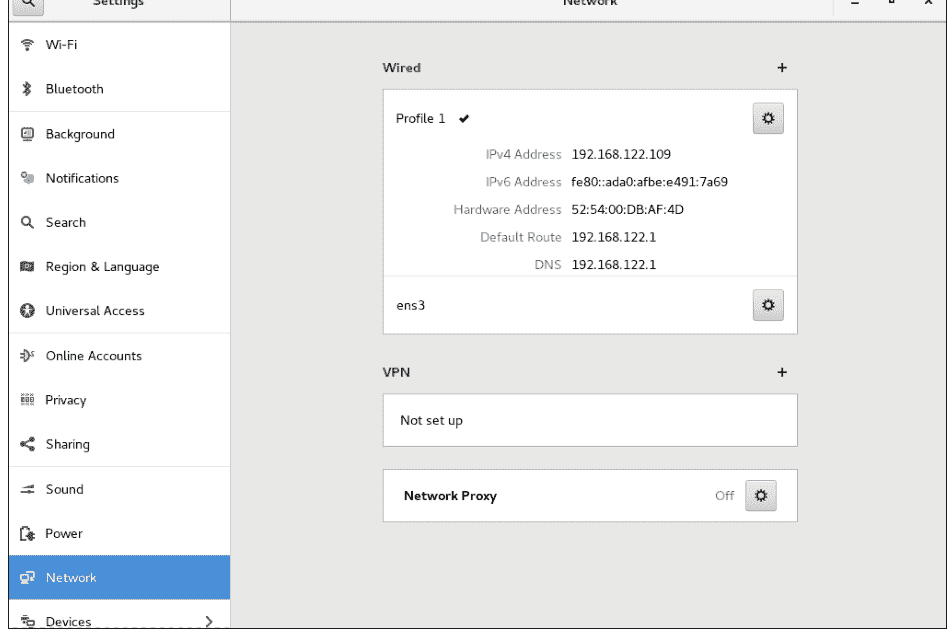 Settings
Network
Wi-Fi
Bluetooth
Background
Notifications
Search
Region & Language
Universal Access
Online Accounts
Privacy
Sharing
Sound
Power
Network
Devices
Wired
Profile 1
IPv4 Address 192.168.122.109
IPv6 Address fe80::ada0:afbe:e491:7a69
Hardware Address 52:54:00:DB:AF:4D
Default Route 192.168.122.1
DNS 192.168.122.1
ens3
VPN
Not set up
Network Proxy Off